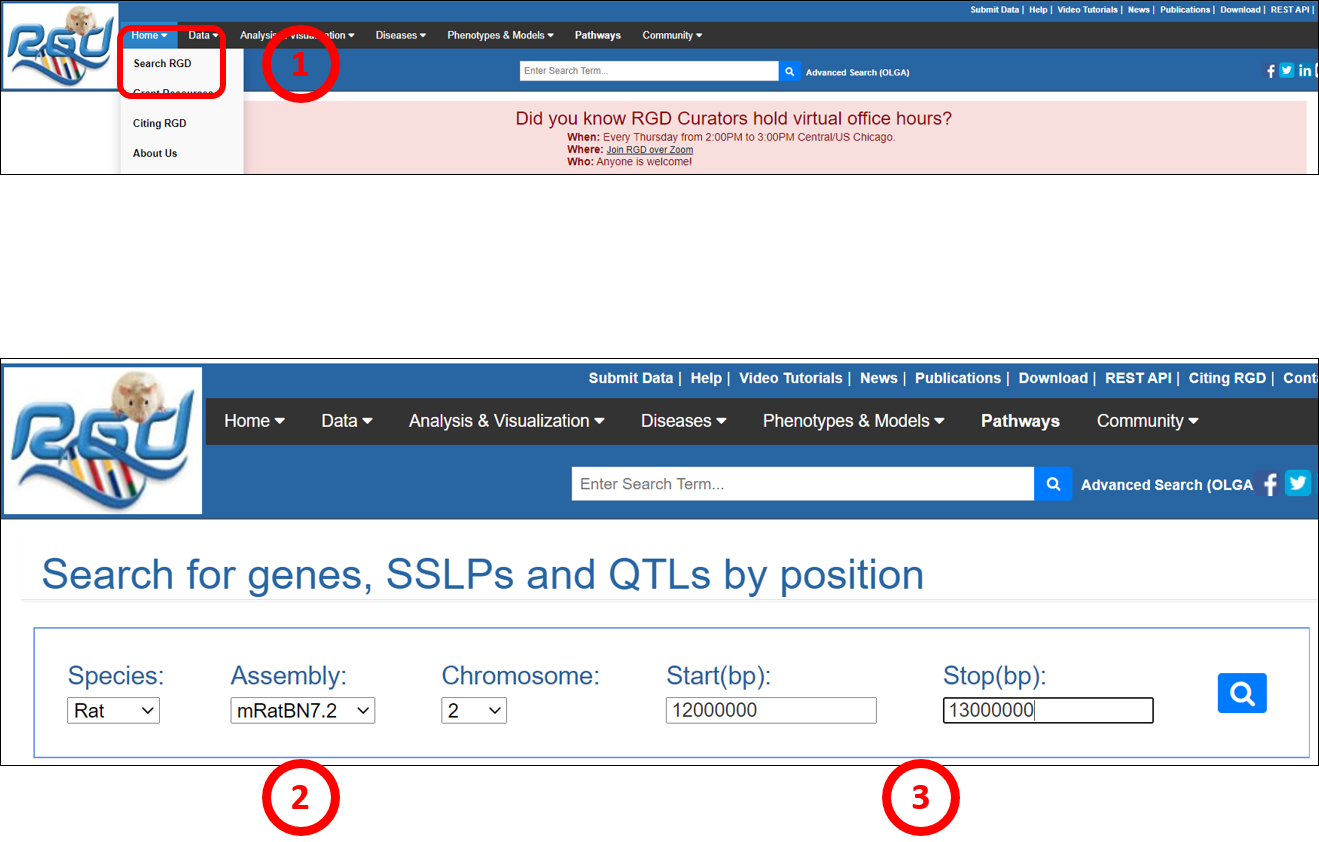 Submit Data | Help | Video Tutorials | News | Publications | Download | REST API |
RGD
Home Data Analysis & Visualization Diseases Phenotypes & Models Pathways Community
Search RGD
1
Enter Search Term... Advanced Search (OLGA)
Grant Resources
Citing RGD
About Us
Did you know RGD Curators hold virtual office hours?
When: Every Thursday from 2:00PM to 3:00PM Central/US Chicago.
Where: Join RGD over Zoom
Who: Anyone is welcome!
Submit Data | Help | Video Tutorials | News | Publications | Download | REST API | Citing RGD | Cont
RGD
Home Data Analysis & Visualization Diseases Phenotypes & Models Pathways Community
Enter Search Term... Advanced Search (OLGA
Search for genes, SSLPs and QTLs by position
Species: Assembly: Chromosome: Start(bp): Stop(bp):
Rat mRatBN7.2 2 12000000 13000000
2 3